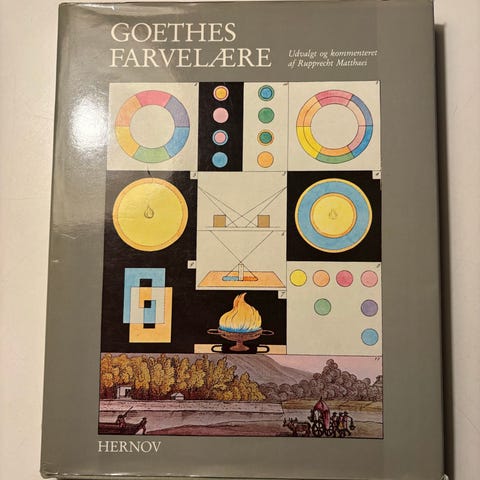 GOETHES
FARVELÆRE
Udvalgt og kommenteret
af Rupprecht Matthaei
HERNOV